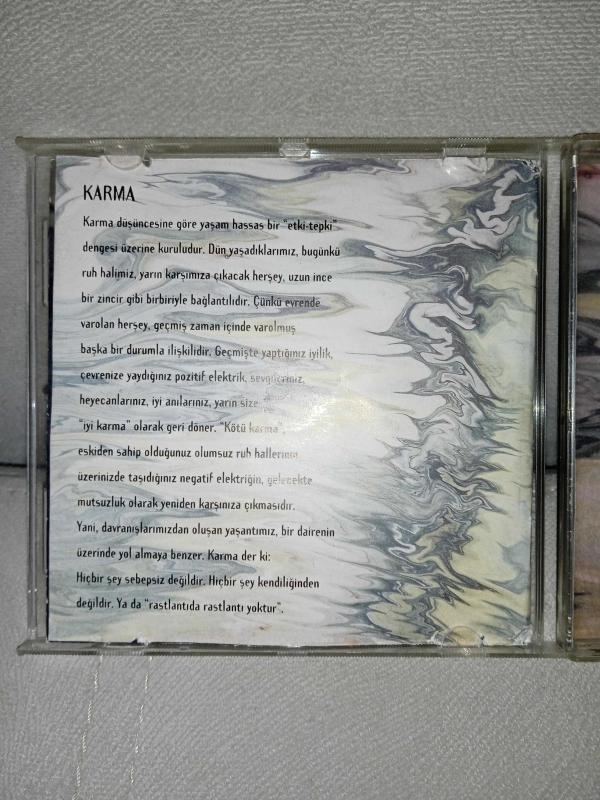 KARMA
Karma düşüncesine göre yaşam hassas bir "etki-tepki"
dengesi üzerine kuruludur. Dün yaşadıklarımız, bugünkü
ruh halimiz, yarın karşımıza çıkacak herşey, uzun ince
bir zincir gibi birbiriyle bağlantılıdır. Çünkü evrende
varolan herşey, geçmiş zaman içinde varolmuş
başka bir durumla ilişkilidir. Geçmişte yaptığınız iyilik,
çevrenize yaydığınız pozitif elektrik, sevgileriniz,
heyecanlarınız, iyi anılarınız, yarın size
"iyi karma" olarak geri döner. "Kötü karma",
eskiden sahip olduğunuz olumsuz ruh hallerinin
üzerinizde taşıdığınız negatif elektriğin, gelecekte
mutsuzluk olarak yeniden karşınıza çıkmasıdır.
Yani, davranışlarımızdan oluşan yaşantımız, bir dairenin
üzerinde yol almaya benzer. Karma der ki:
Hiçbir şey sebepsiz değildir. Hiçbir şey kendiliğinden
değildir. Ya da "rastlantıda rastlantı yoktur".